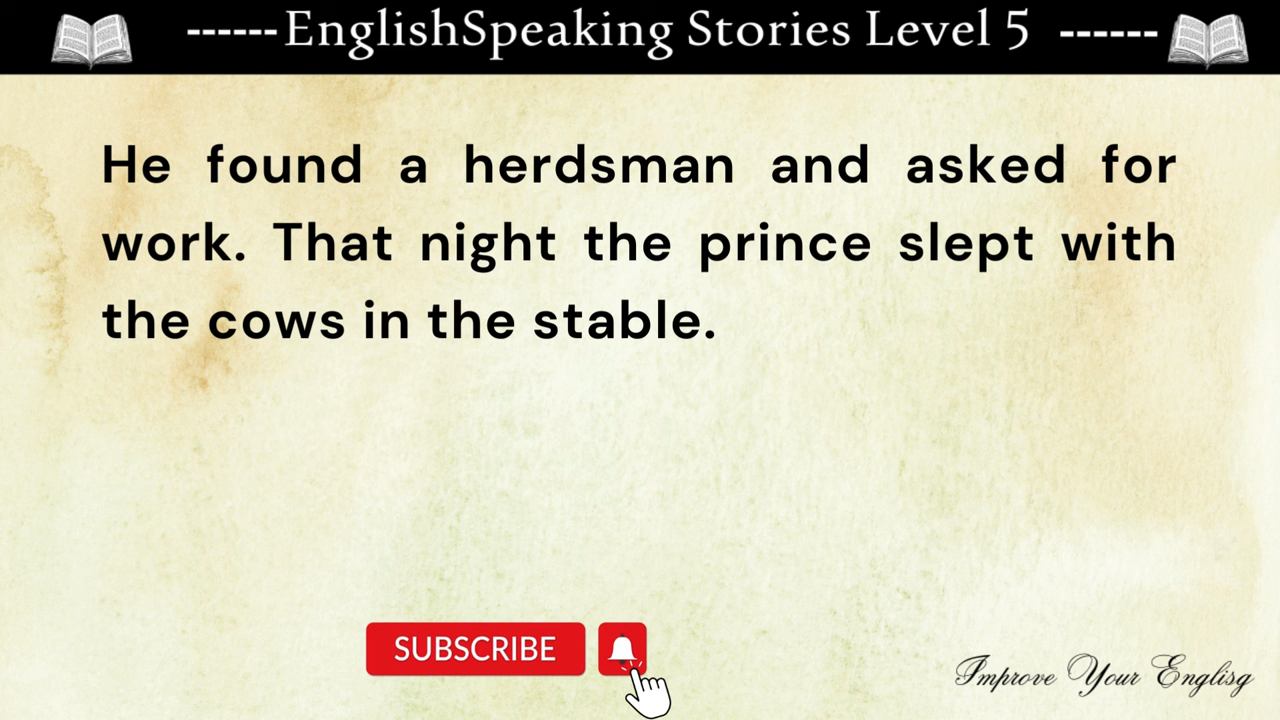 ------EnglishSpeaking Stories Level 5 ------
He found a herdsman and asked for
work. That night the prince slept with
the cows in the stable.
SUBSCRIBE
Improve Your Englisg